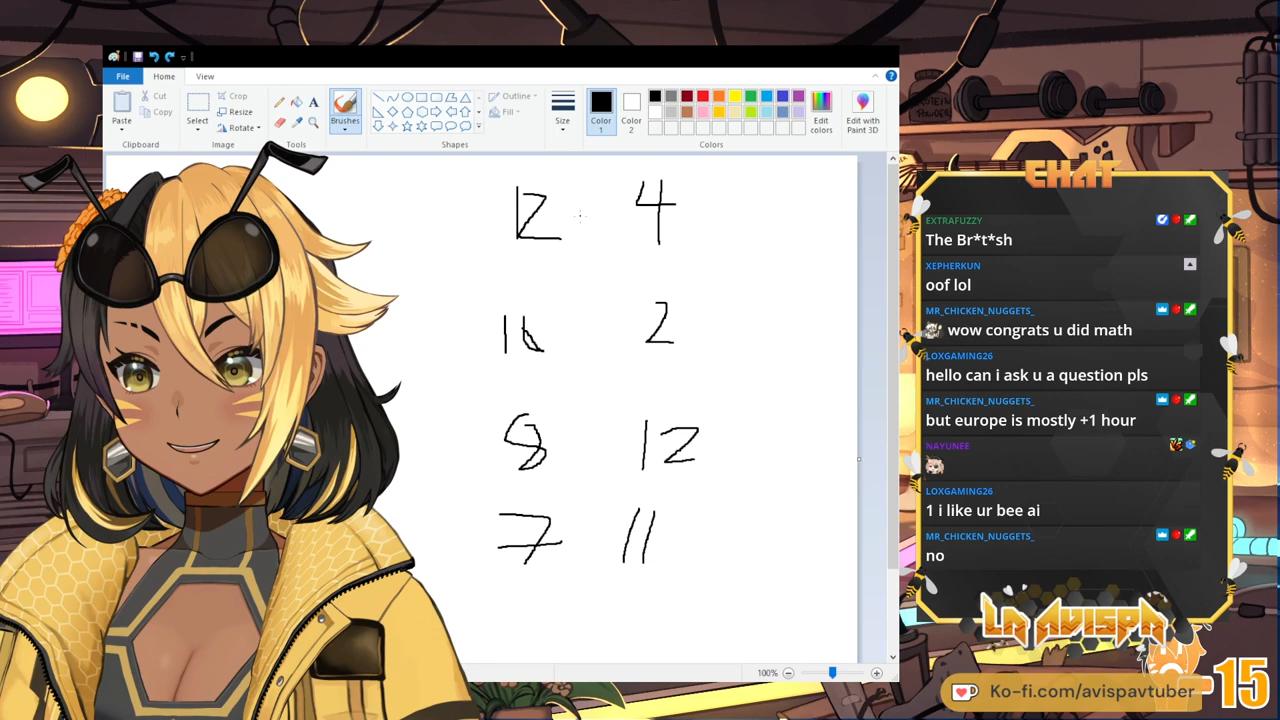 File Home View
Cut
Copy
Paste
Clipboard
Select
Crop
Resize
Rotate
Image
A
Tools
Brushes
Outline
Fill
Shapes
Size
Color 1
Color 2
Edit colors
Edit with Paint 3D
Colors
12 4
2
8 12
7 11
100%
CHAT
EXTRAFUZZY
The Br*t*sh
XEPHERKUN
oof lol
MR_CHICKEN_NUGGETS_
wow congrats u did math
LOXGAMING26
hello can i ask u a question pls
MR_CHICKEN_NUGGETS_
but europe is mostly +1 hour
NAYUNEE
LOXGAMING26
1 i like ur bee ai
MR_CHICKEN_NUGGETS_
no
LA AVISPA
Ko-fi.com/avispavtuber
15